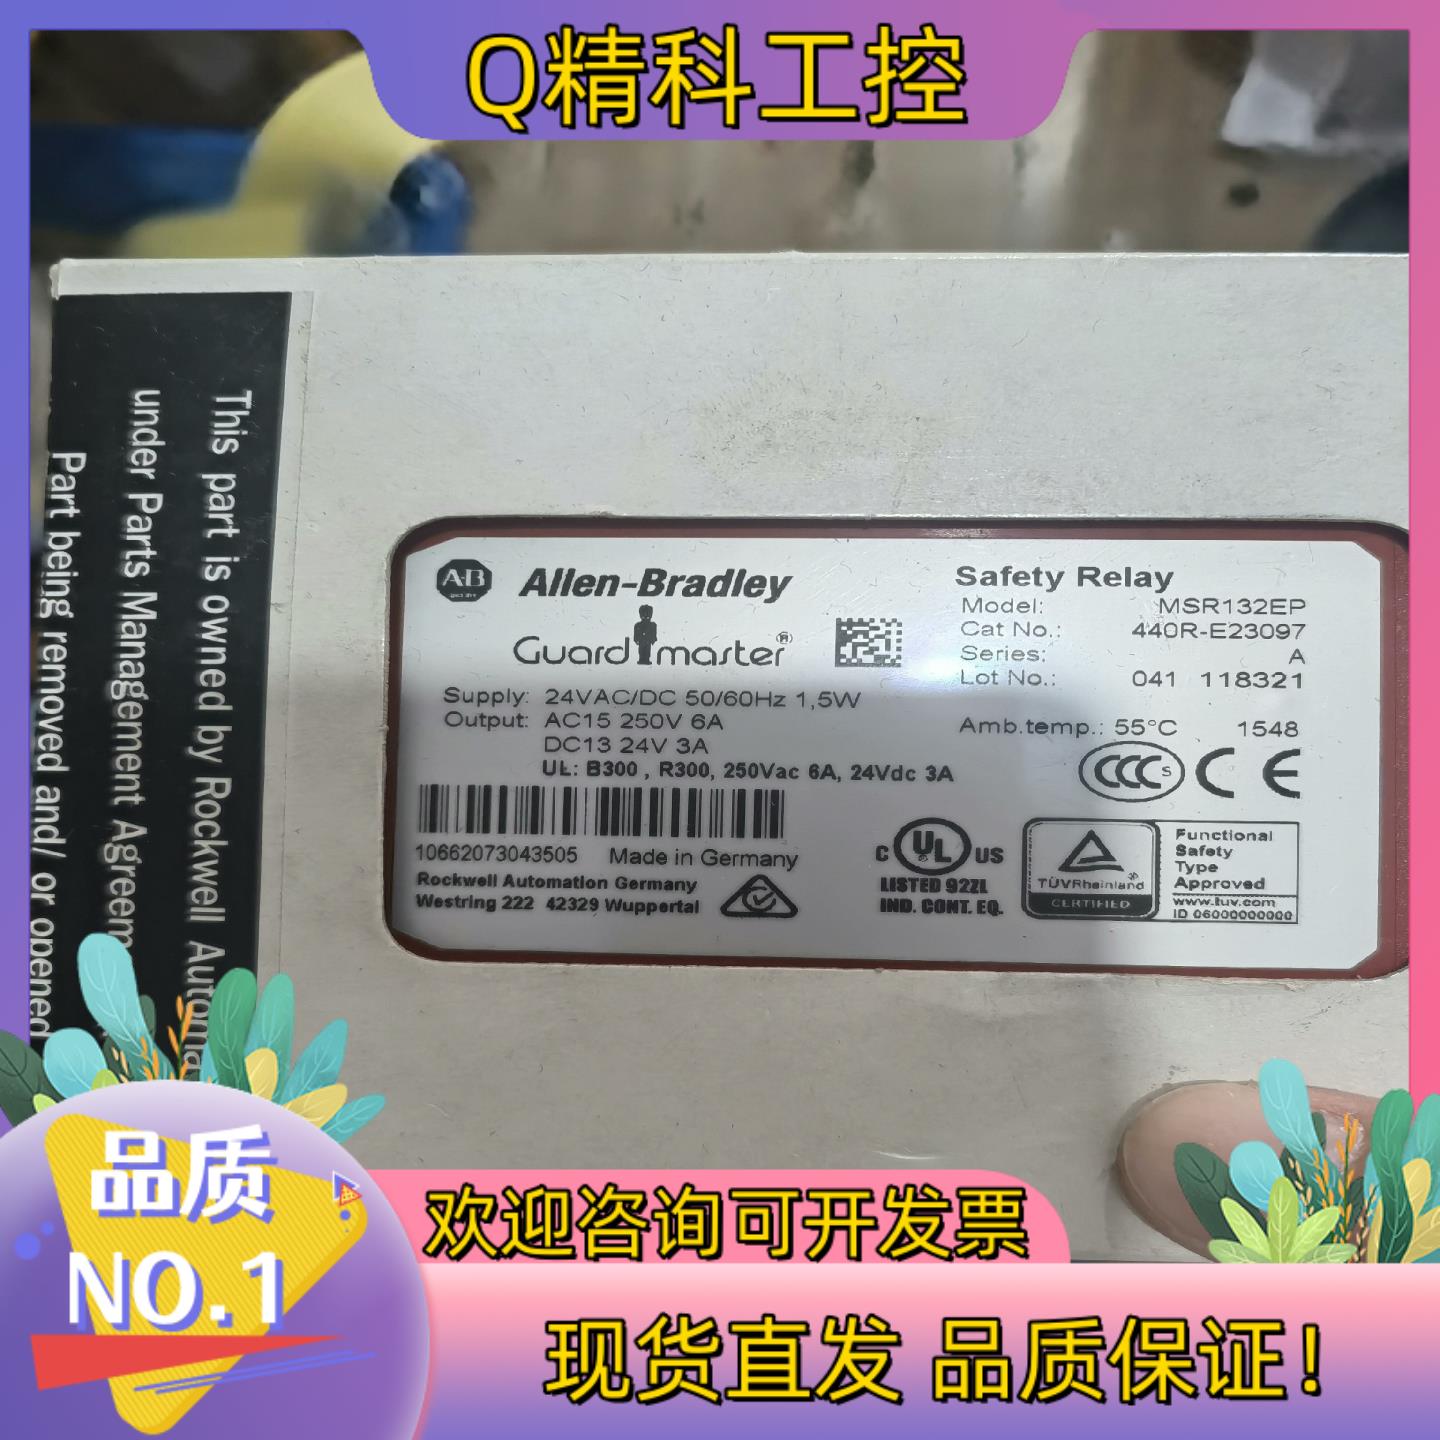 Q精科工控
This part is owned by Rockwell Automa
under Parts Management Agreem
Part being removed and/ or opened
AB
Allen-Bradley
Guardmaster®
Safety Relay
Model: MSR132EP
Cat No.: 440R-E23097
Series: A
Lot No.: 041 118321
Supply: 24VAC/DC 50/60Hz 1,5W
Output: AC15 250V 6A
DC13 24V 3A
UL: B300 , R300, 250Vac 6A, 24Vdc 3A
Amb.temp.: 55°C 1548
CCC S CE
10662073043505 Made in Germany
Rockwell Automation Germany
Westring 222 42329 Wuppertal
C UL US
LISTED 92ZL
IND. CONT. EQ.
TÜVRheinland
CERTIFIED
Functional
Safety
Type
Approved
www.tuv.com
ID 06000000000
品质
NO.1
欢迎咨询可开发票
现货直发 品质保证！